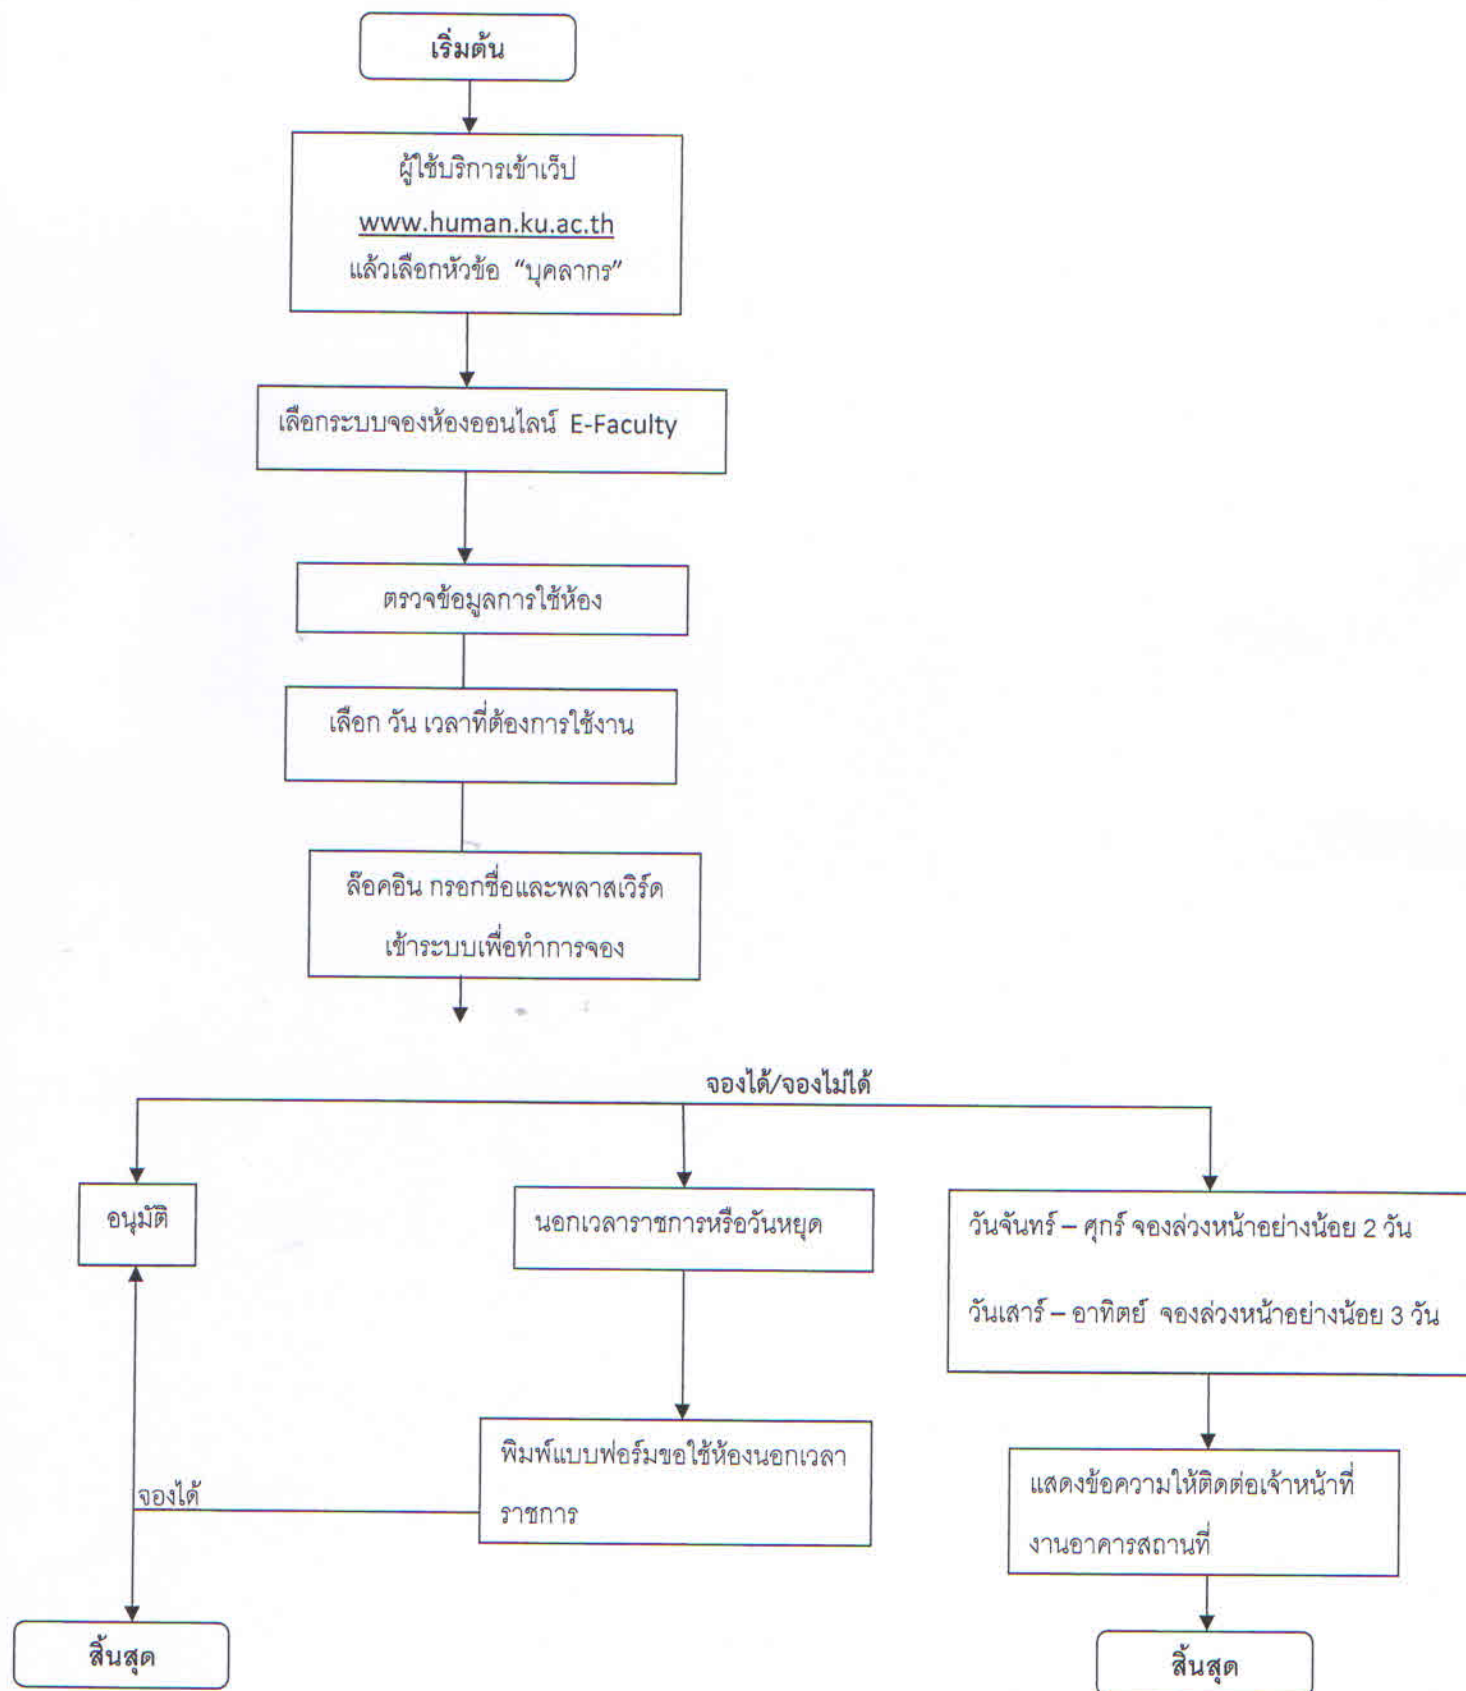 เริ่มต้น
ผู้ใช้บริการเข้าเว็ป
www.human.ku.ac.th
แล้วเลือกหัวข้อ “บุคลากร”
เลือกระบบจองห้องออนไลน์ E-Faculty
ตรวจข้อมูลการใช้ห้อง
เลือก วัน เวลาที่ต้องการใช้งาน
ล๊อคอิน กรอกชื่อและพลาสเวิร์ด
เข้าระบบเพื่อทำการจอง
จองได้/จองไม่ได้
อนุมัติ
นอกเวลาราชการหรือวันหยุด
วันจันทร์ – ศุกร์ จองล่วงหน้าอย่างน้อย 2 วัน
วันเสาร์ – อาทิตย์ จองล่วงหน้าอย่างน้อย 3 วัน
พิมพ์แบบฟอร์มขอใช้ห้องนอกเวลา
ราชการ
จองได้
แสดงข้อความให้ติดต่อเจ้าหน้าที่
งานอาคารสถานที่
สิ้นสุด
สิ้นสุด